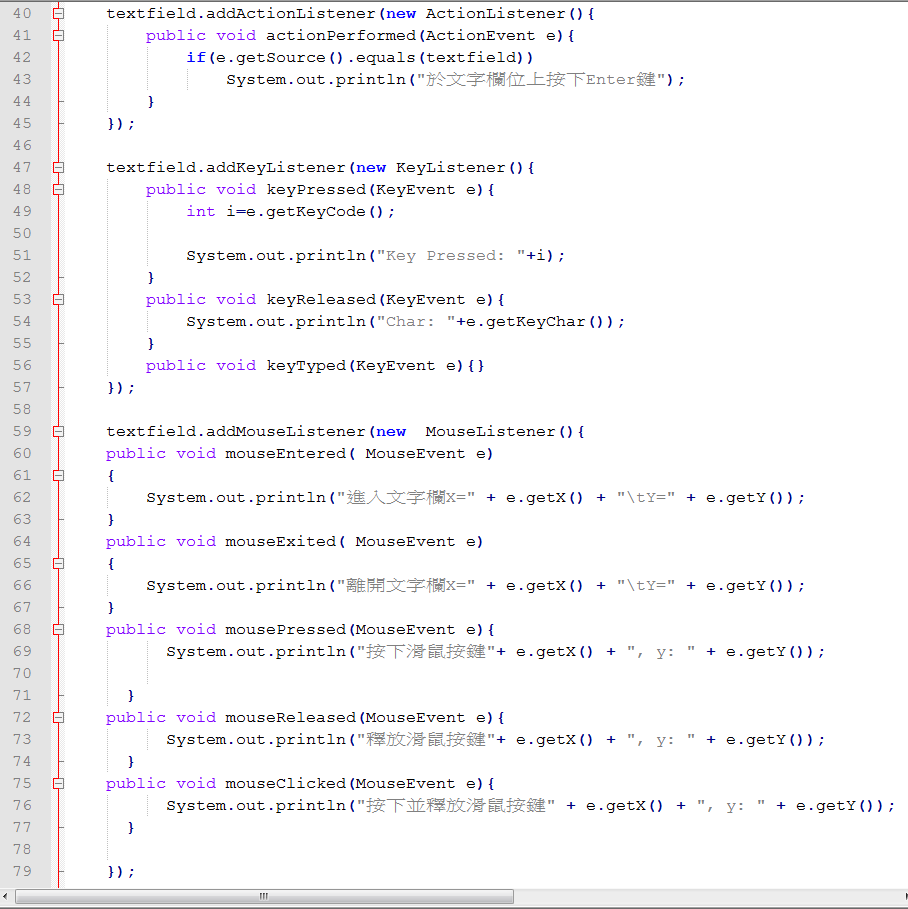 40 textfield.addActionListener(new ActionListener(){
41 public void actionPerformed(ActionEvent e){
42 if(e.getSource().equals(textfield))
43 System.out.println("於文字欄位上按下Enter鍵");
44 }
45 });
46
47 textfield.addKeyListener(new KeyListener(){
48 public void keyPressed(KeyEvent e){
49 int i=e.getKeyCode();
50
51 System.out.println("Key Pressed: "+i);
52 }
53 public void keyReleased(KeyEvent e){
54 System.out.println("Char: "+e.getKeyChar());
55 }
56 public void keyTyped(KeyEvent e){}
57 });
58
59 textfield.addMouseListener(new  MouseListener(){
60 public void mouseEntered( MouseEvent e)
61 {
62 System.out.println("進入文字欄X=" + e.getX() + "\tY=" + e.getY());
63 }
64 public void mouseExited( MouseEvent e)
65 {
66 System.out.println("離開文字欄X=" + e.getX() + "\tY=" + e.getY());
67 }
68 public void mousePressed(MouseEvent e){
69 System.out.println("按下滑鼠按鍵"+ e.getX() + ", y: " + e.getY());
70
71 }
72 public void mouseReleased(MouseEvent e){
73 System.out.println("釋放滑鼠按鍵"+ e.getX() + ", y: " + e.getY());
74 }
75 public void mouseClicked(MouseEvent e){
76 System.out.println("按下並釋放滑鼠按鍵" + e.getX() + ", y: " + e.getY());
77 }
78
79 });